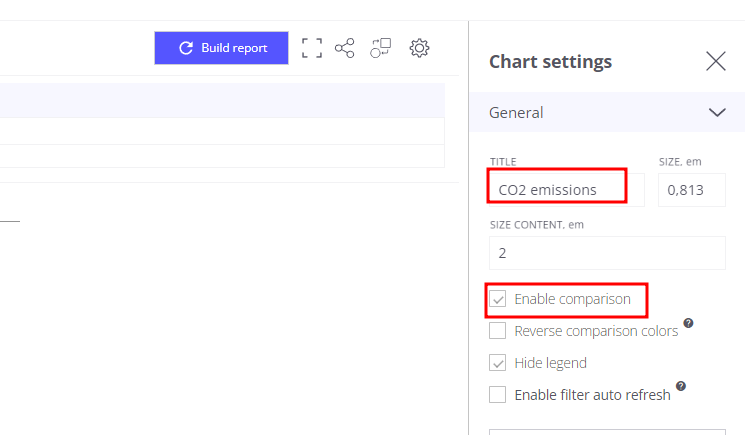 Build report
Chart settings
General
TITLE
SIZE, em
CO2 emissions
0,813
SIZE CONTENT, em
2
Enable comparison
Reverse comparison colors ?
Hide legend
Enable filter auto refresh ?